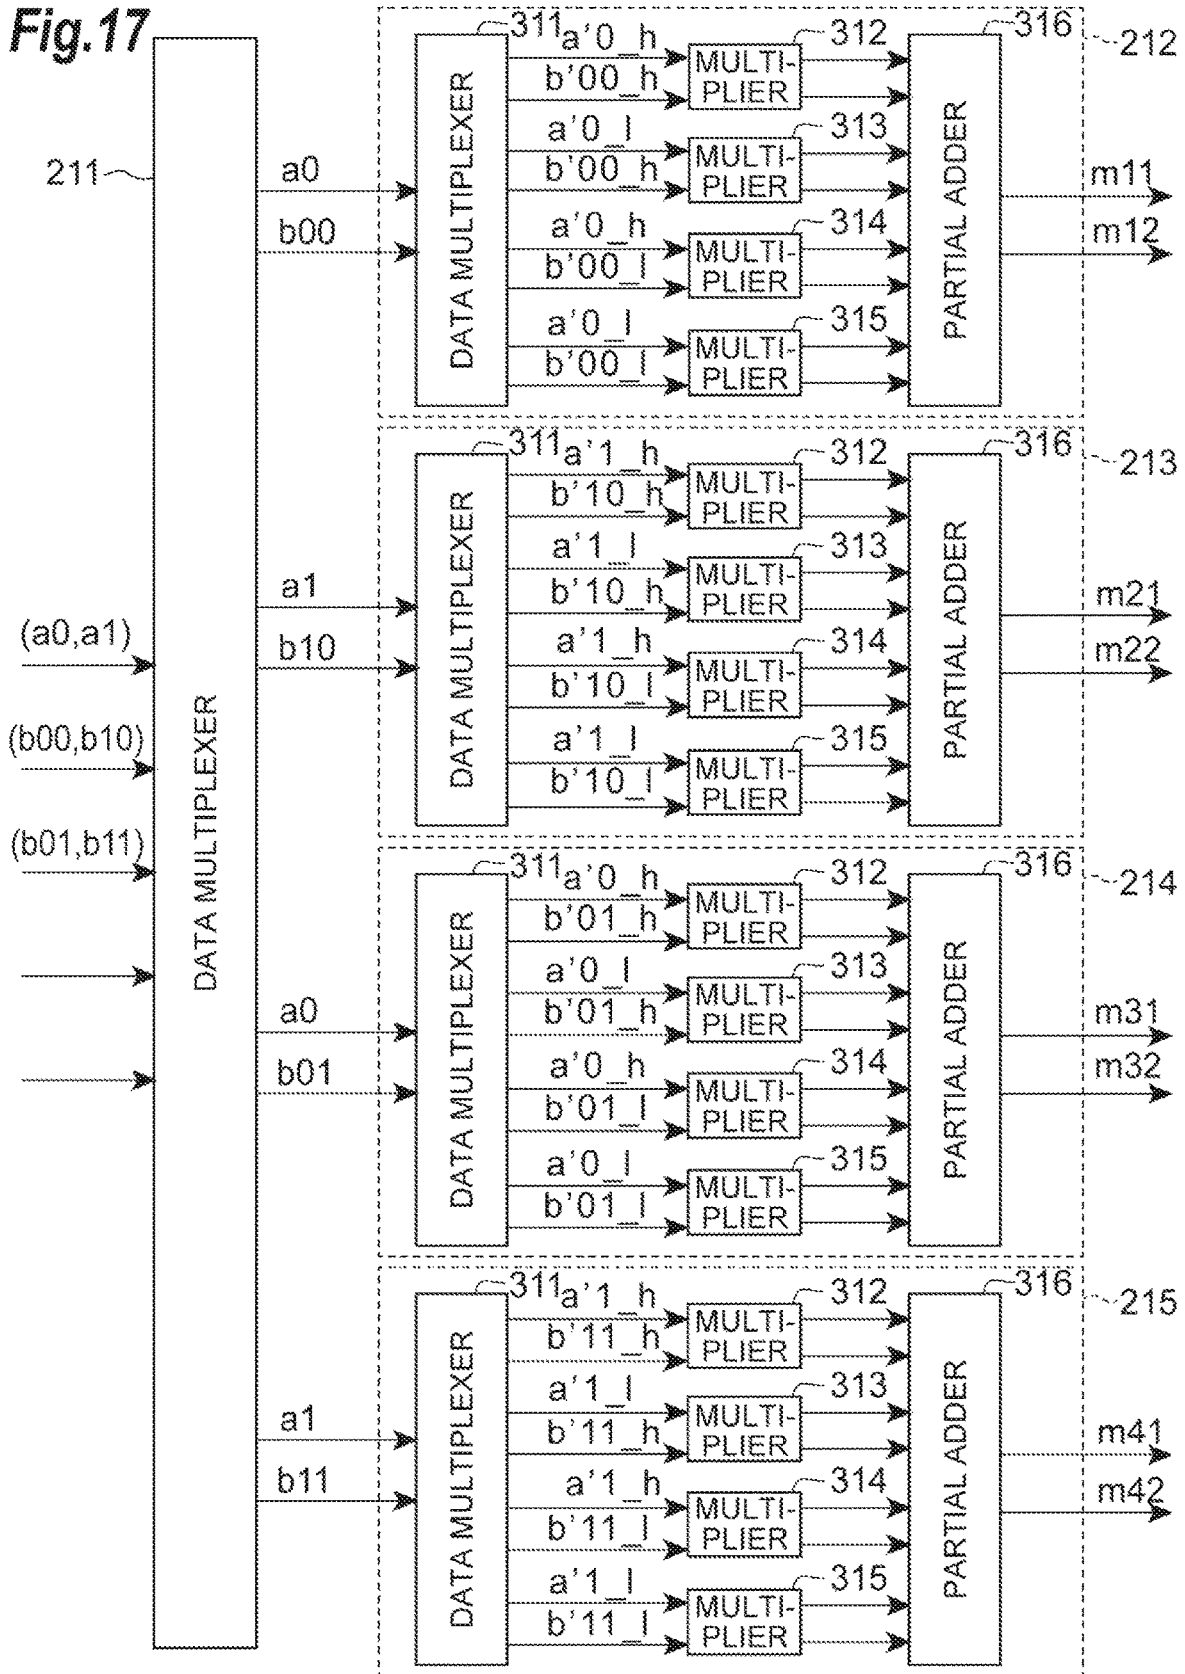 Fig.17
211
(a0,a1)
(b00,b10)
(b01,b11)
DATA MULTIPLEXER
a0
b00
a1
b10
a0
b01
a1
b11
212
311
DATA MULTIPLEXER
a'0_h
b'00_h
a'0_l
b'00_h
a'0_h
b'00_l
a'0_l
b'00_l
312
MULTI-
PLIER
313
MULTI-
PLIER
314
MULTI-
PLIER
315
MULTI-
PLIER
316
PARTIAL ADDER
m11
m12
213
311
DATA MULTIPLEXER
a'1_h
b'10_h
a'1_l
b'10_h
a'1_h
b'10_l
a'1_l
b'10_l
312
MULTI-
PLIER
313
MULTI-
PLIER
314
MULTI-
PLIER
315
MULTI-
PLIER
316
PARTIAL ADDER
m21
m22
214
311
DATA MULTIPLEXER
a'0_h
b'01_h
a'0_l
b'01_h
a'0_h
b'01_l
a'0_l
b'01_l
312
MULTI-
PLIER
313
MULTI-
PLIER
314
MULTI-
PLIER
315
MULTI-
PLIER
316
PARTIAL ADDER
m31
m32
215
311
DATA MULTIPLEXER
a'1_h
b'11_h
a'1_l
b'11_h
a'1_h
b'11_l
a'1_l
b'11_l
312
MULTI-
PLIER
313
MULTI-
PLIER
314
MULTI-
PLIER
315
MULTI-
PLIER
316
PARTIAL ADDER
m41
m42